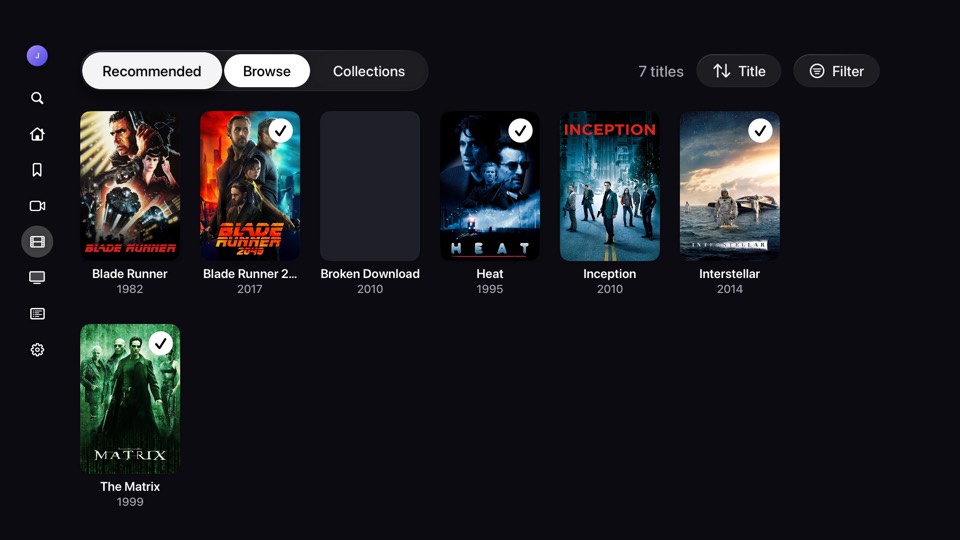 J
Recommended
Browse
Collections
7 titles
Title
Filter
BLADE RUNNER
BLADE
RUNNER
2049
HEAT
INCEPTION
INTERSTELLAR
Blade Runner
1982
Blade Runner 2...
2017
Broken Download
2010
Heat
1995
Inception
2010
Interstellar
2014
MATRIX
The Matrix
1999